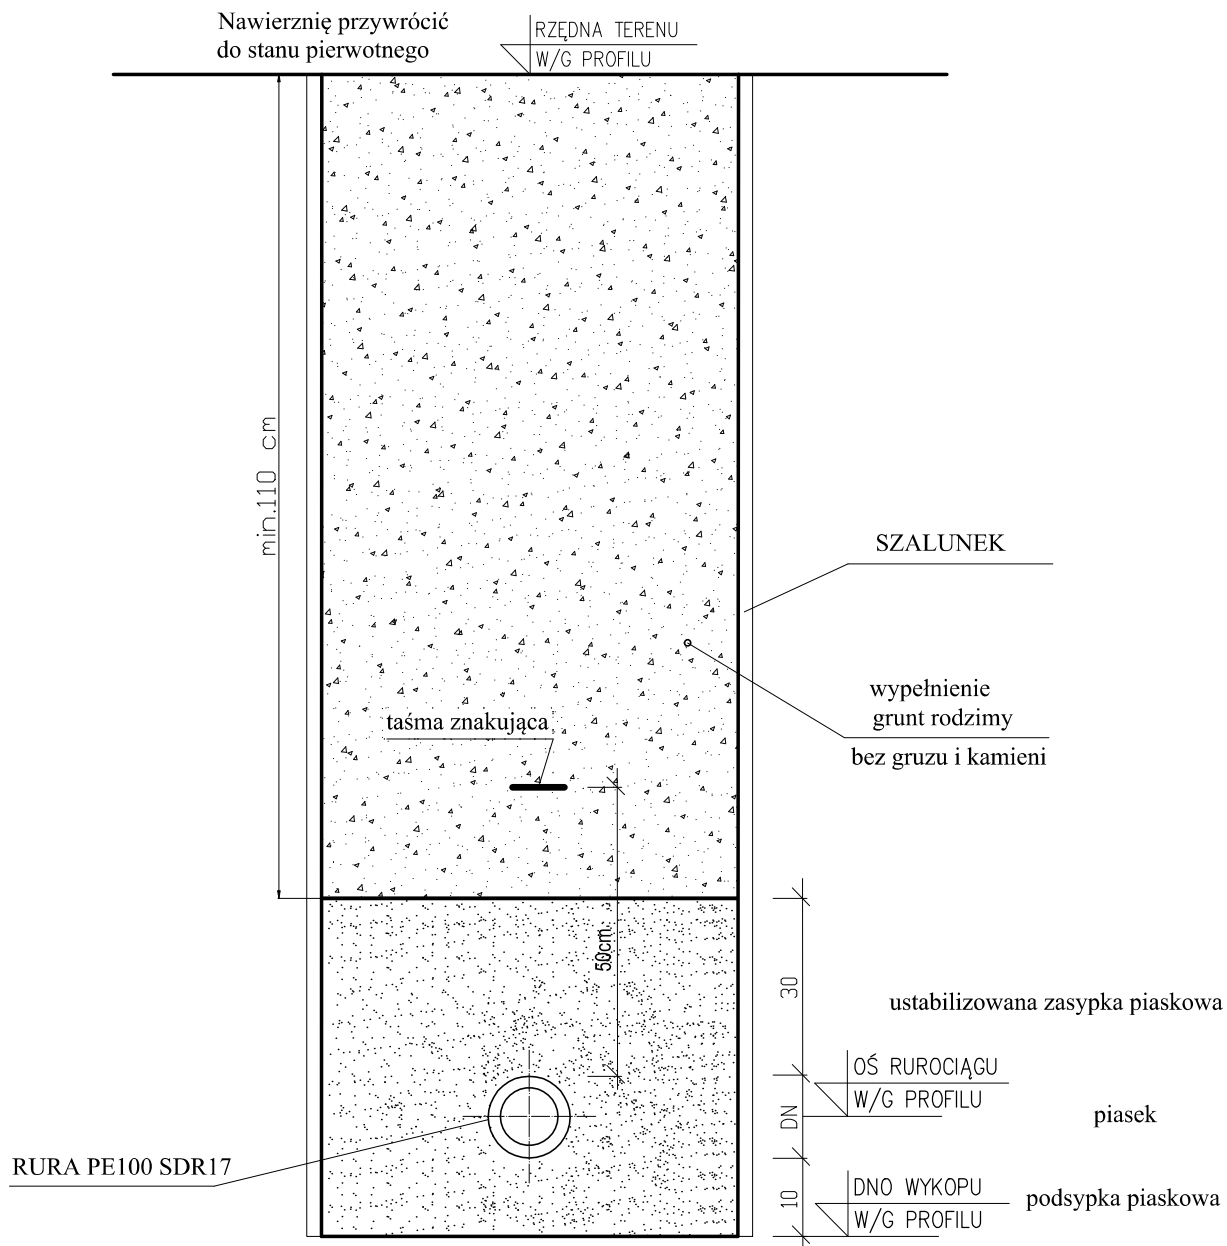 Nawierznię przywrócić
do stanu pierwotnego
RZĘDNA TERENU
W/G PROFILU
min.110 cm
SZALUNEK
wypełnienie
grunt rodzimy
bez gruzu i kamieni
taśma znakująca
50cm
30
ustabilizowana zasypka piaskowa
OŚ RUROCIĄGU
W/G PROFILU
DN
piasek
RURA PE100 SDR17
10
DNO WYKOPU
W/G PROFILU
podsypka piaskowa